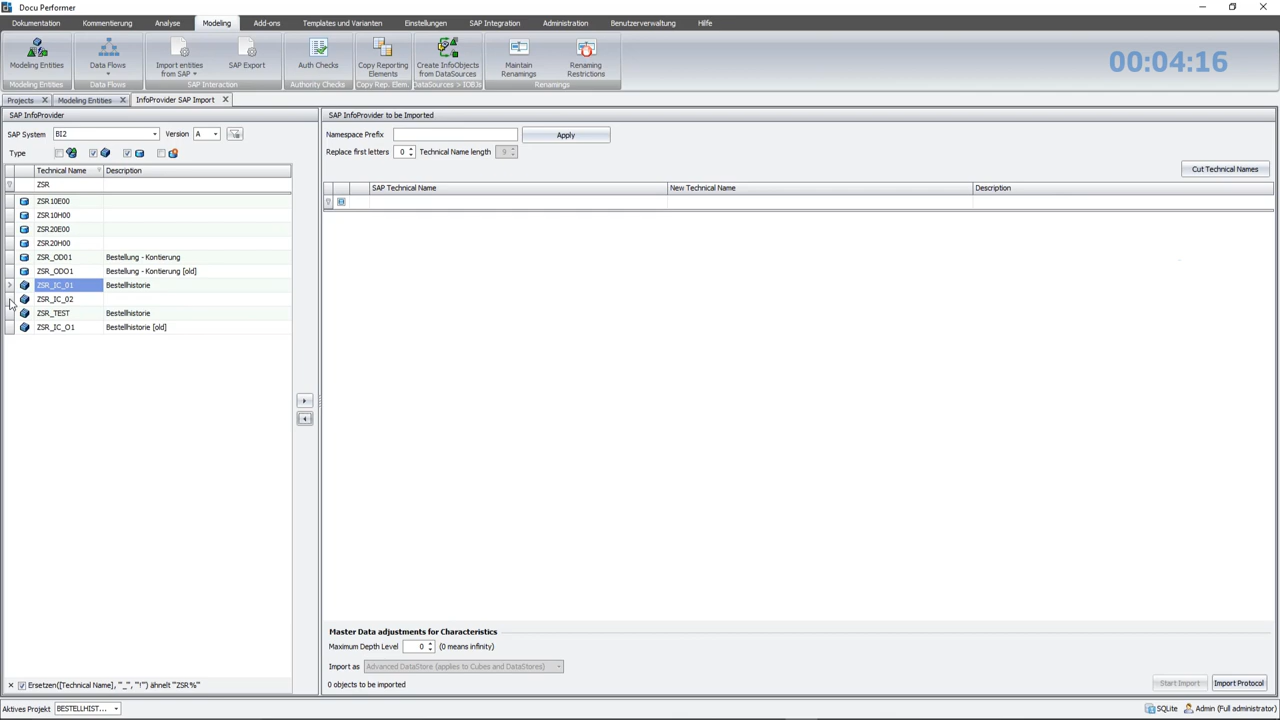 Docu Performer
Dokumentation Kommentierung Analyse Modeling Add-ons Templates und Varianten Einstellungen SAP Integration Administration Benutzerverwaltung Hilfe
Modeling Entities Data Flows Import entities from SAP SAP Export Auth Checks Copy Reporting Elements Create InfoObjects from DataSources Maintain Renamings Renaming Restrictions
00:04:16
Modeling Entities Data Flows SAP Interaction Authority Checks Copy Rep. Elem. DataSources > IOBJs Renamings
Projects Modeling Entities InfoProvider SAP Import
SAP InfoProvider
SAP System BI2 Version A
Type
Technical Name Description
ZSR
ZSR10E00
ZSR10H00
ZSR20E00
ZSR20H00
ZSR_OD01 Bestellung - Kontierung
ZSR_ODO1 Bestellung - Kontierung [old]
ZSR_IC_01 Bestellhistorie
ZSR_IC_02
ZSR_TEST Bestellhistorie
ZSR_IC_O1 Bestellhistorie [old]
Ersetzen([Technical Name], "_", "!") ähnelt "ZSR%"
SAP InfoProvider to be Imported
Namespace Prefix Apply
Replace first letters 0 Technical Name length 9
Cut Technical Names
SAP Technical Name New Technical Name Description
Master Data adjustments for Characteristics
Maximum Depth Level 0 (0 means infinity)
Import as Advanced DataStore (applies to Cubes and DataStores)
0 objects to be imported Start Import Import Protocol
Aktives Projekt BESTELLHIST... SQLite Admin (Full administrator)